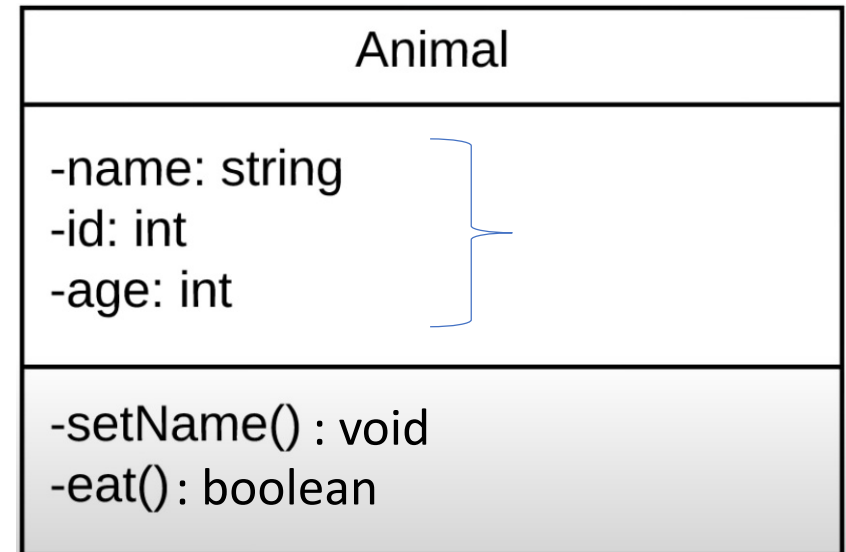 Animal
-name: string
-id: int
-age: int
-setName() : void
-eat() : boolean